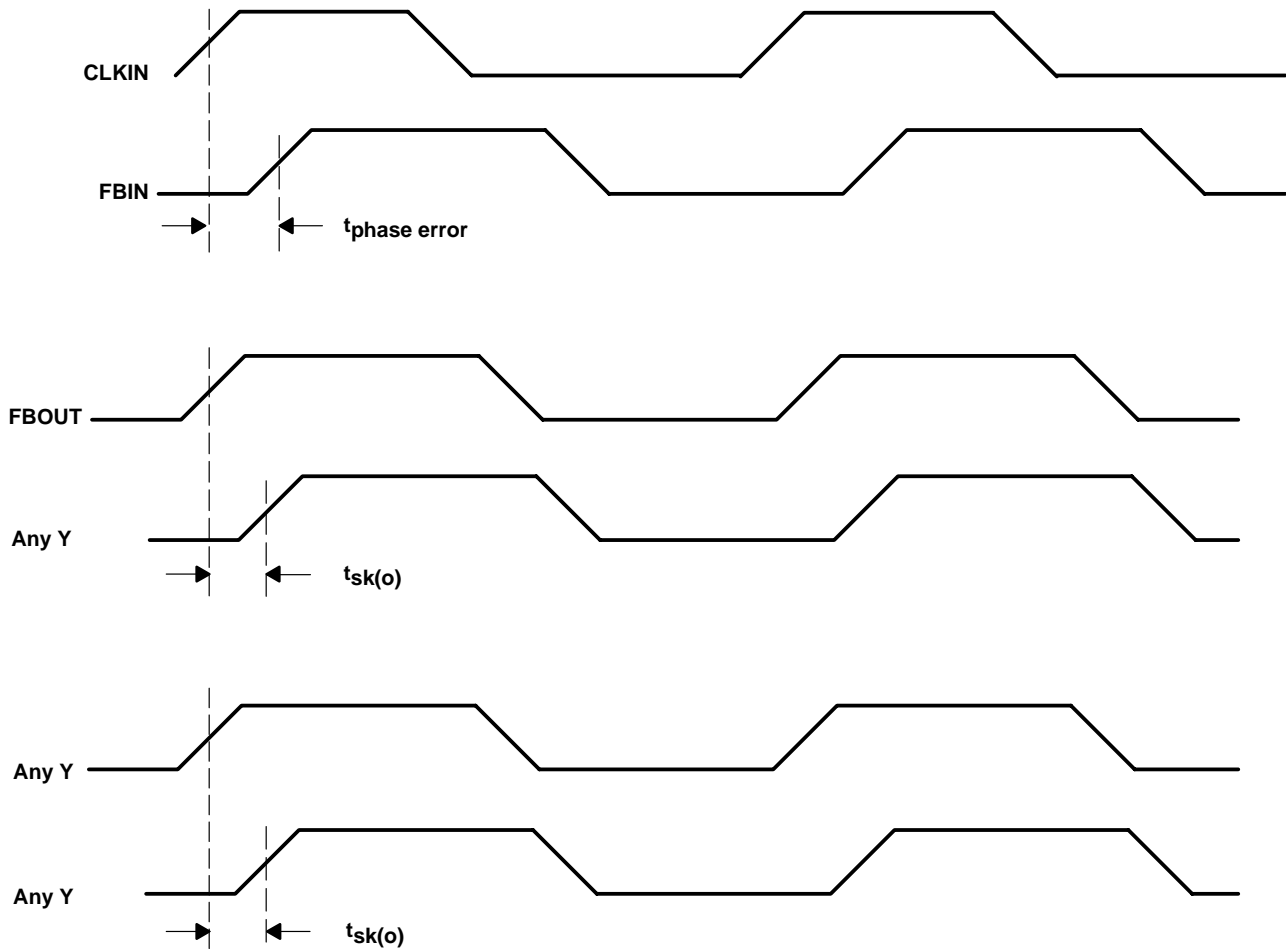 CLKIN
FBIN
tphase error
FBOUT
Any Y
tsk(o)
Any Y
Any Y
tsk(o)